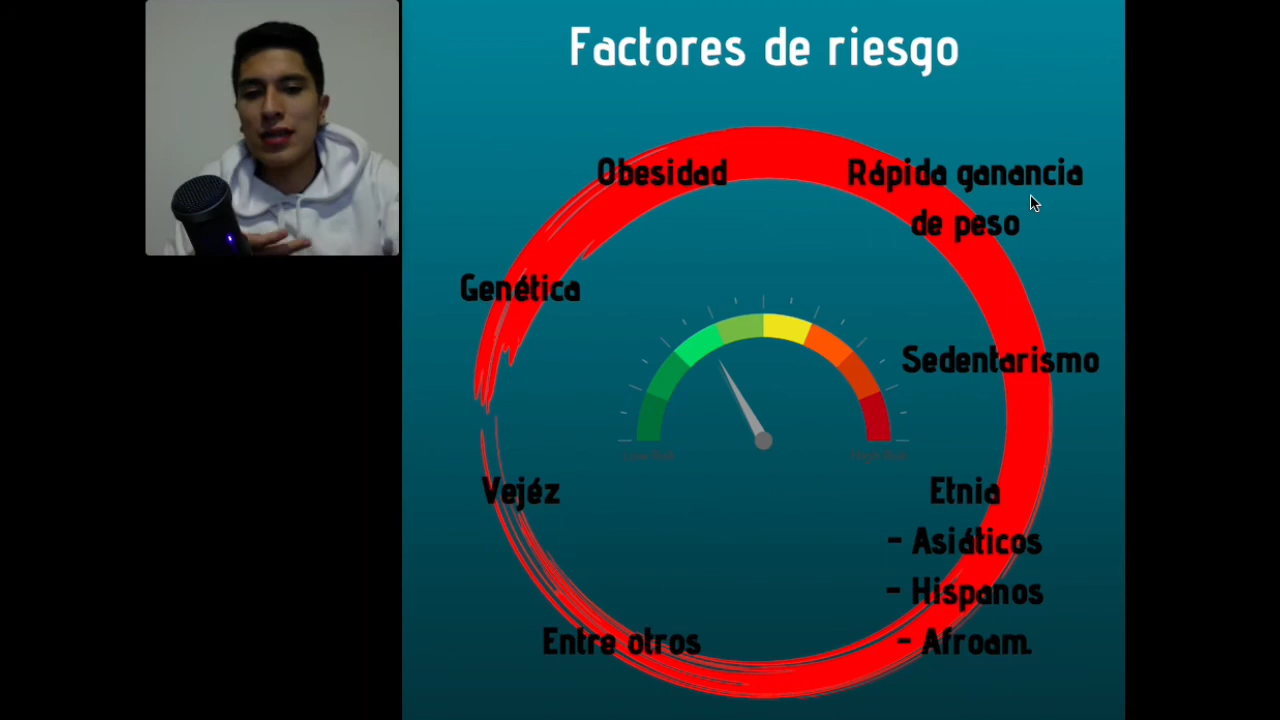 Factores de riesgo
Obesidad
Rápida ganancia
de peso
Genética
Sedentarismo
Vejéz
Etnia
- Asiáticos
- Hispanos
- Afroam.
Entre otros